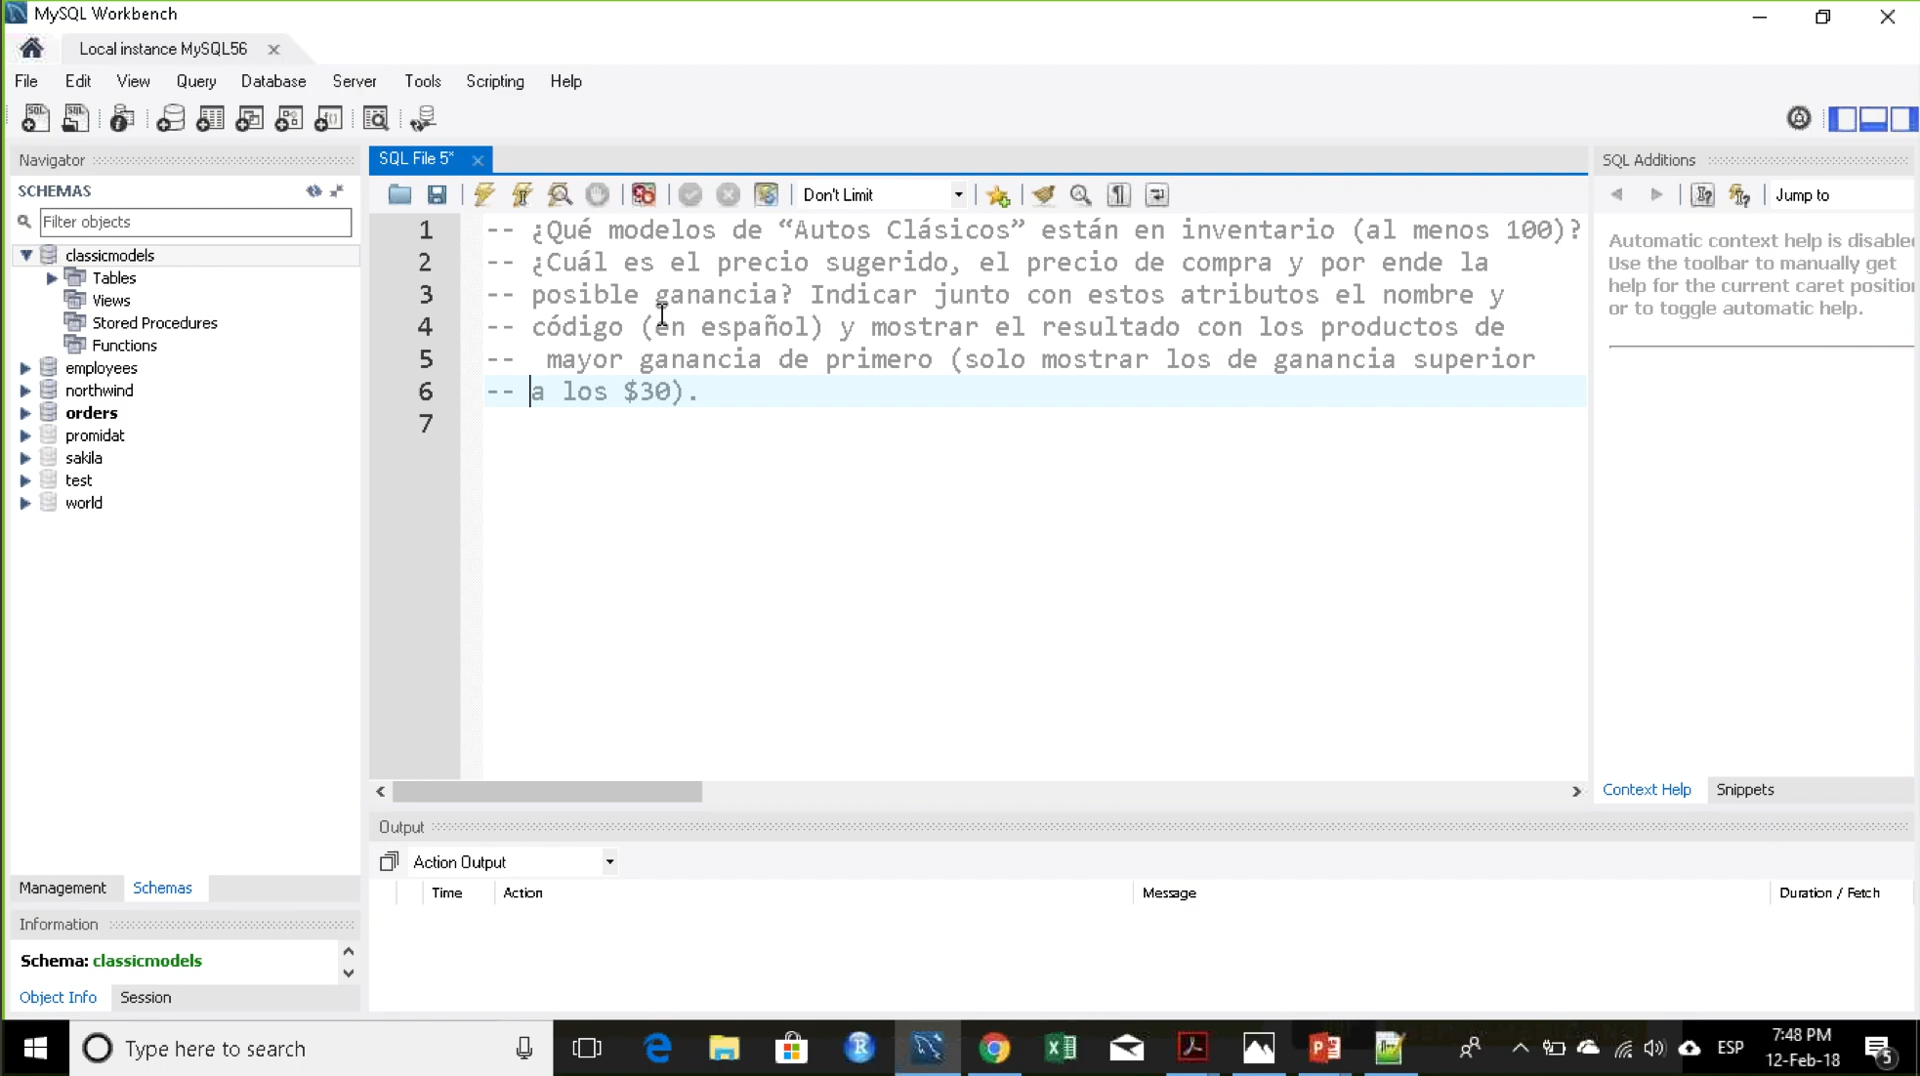 MySQL Workbench
Local instance MySQL56
File Edit View Query Database Server Tools Scripting Help
Navigator
SCHEMAS
Filter objects
classicmodels
Tables
Views
Stored Procedures
Functions
employees
northwind
orders
promidat
sakila
test
world
Management Schemas
Information
Schema: classicmodels
Object Info Session
SQL File 5*
Don't Limit
1 -- ¿Qué modelos de “Autos Clásicos” están en inventario (al menos 100)?
2 -- ¿Cuál es el precio sugerido, el precio de compra y por ende la
3 -- posible ganancia? Indicar junto con estos atributos el nombre y
4 -- código (en español) y mostrar el resultado con los productos de
5 --  mayor ganancia de primero (solo mostrar los de ganancia superior
6 -- a los $30).
7
SQL Additions
Jump to
Automatic context help is disable
Use the toolbar to manually get
help for the current caret positio
or to toggle automatic help.
Context Help Snippets
Output
Action Output
Time Action Message Duration / Fetch
Type here to search
ESP
7:48 PM
12-Feb-18
5